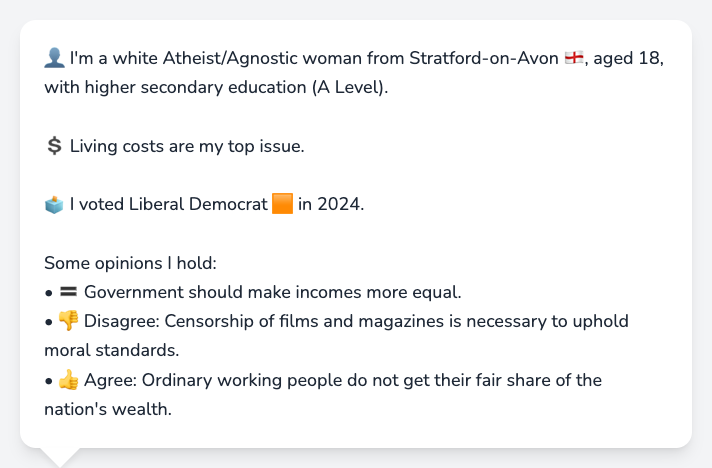 👤 I'm a white Atheist/Agnostic woman from Stratford-on-Avon 🏴󠁧󠁢󠁥󠁮󠁧󠁿, aged 18,
with higher secondary education (A Level).
💲 Living costs are my top issue.
🗳️ I voted Liberal Democrat 🟧 in 2024.
Some opinions I hold:
• 🟰 Government should make incomes more equal.
• 👎 Disagree: Censorship of films and magazines is necessary to uphold
moral standards.
• 👍 Agree: Ordinary working people do not get their fair share of the
nation's wealth.